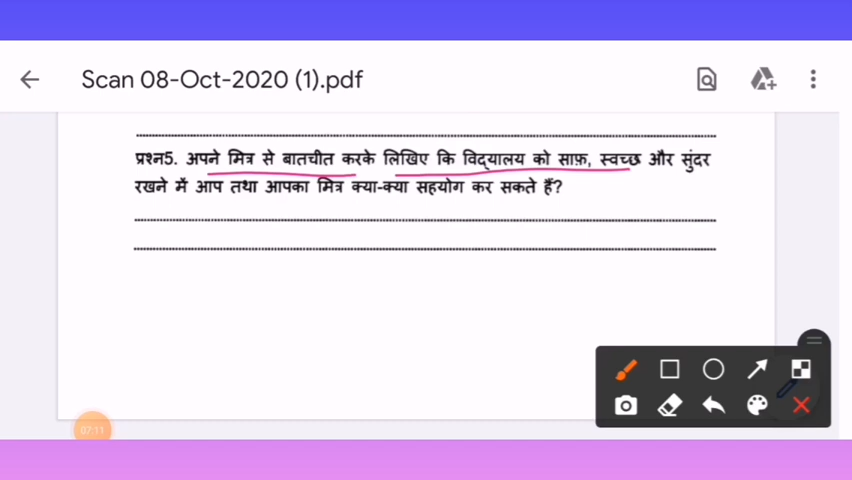 Scan 08-Oct-2020 (1).pdf
प्रश्न5. अपने मित्र से बातचीत करके लिखिए कि विद्यालय को साफ़, स्वच्छ और सुंदर
रखने में आप तथा आपका मित्र क्या-क्या सहयोग कर सकते हैं?
07:11